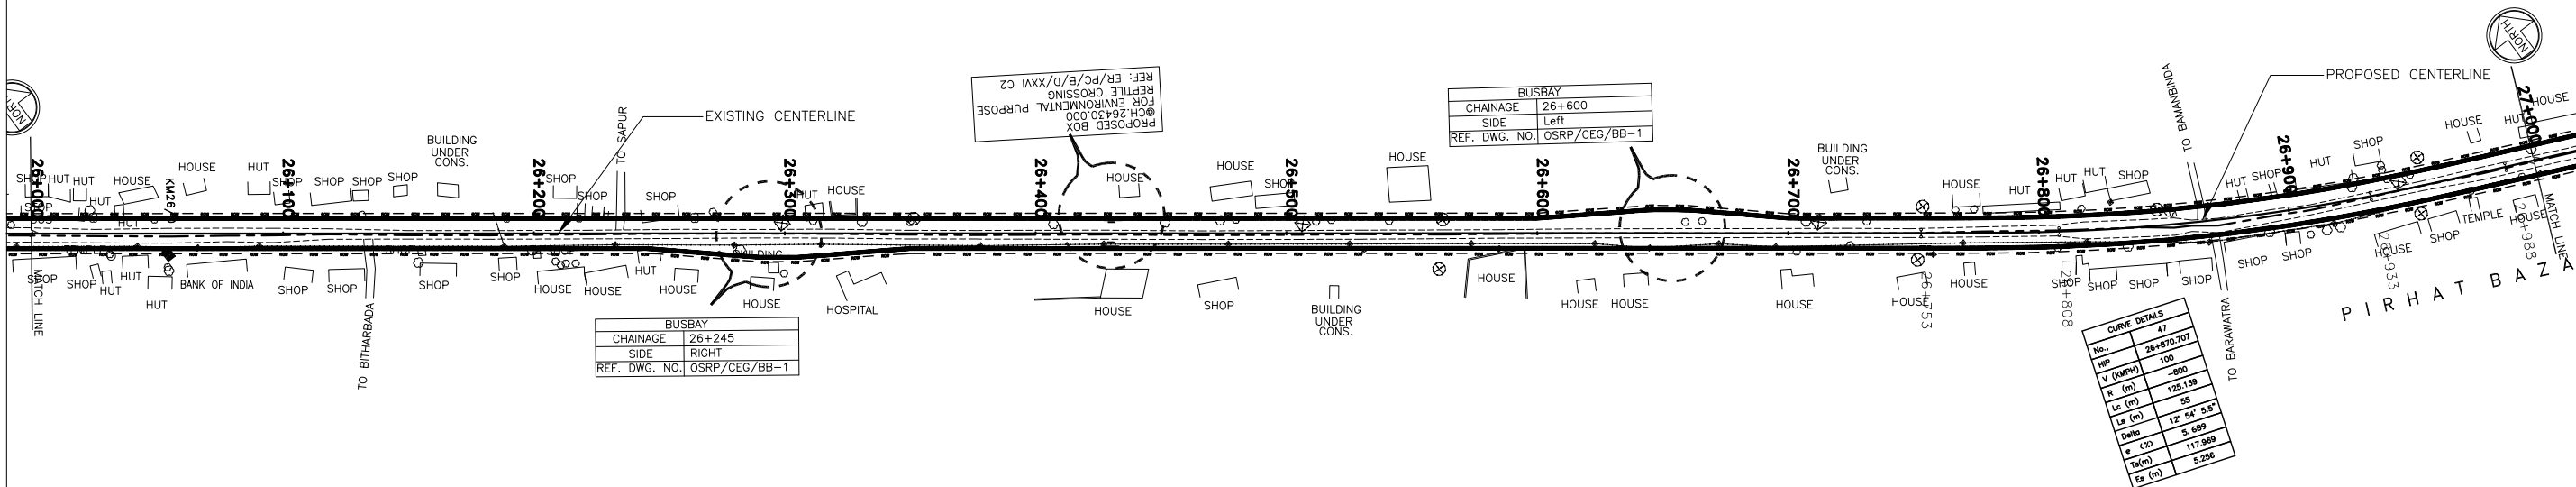 NORTH
PROPOSED CENTERLINE
TO BAMANBINDA
EXISTING CENTERLINE
TO SAPUR
PROPOSED BOX
@CH.26430.000
FOR ENVIRONMENTAL PURPOSE
REPTILE CROSSING
REF: ER/PC/B/D/XXVI C2
BUSBAY
CHAINAGE 26+600
SIDE Left
REF. DWG. NO. OSRP/CEG/BB-1
BUILDING
UNDER
CONS.
BUILDING
UNDER
CONS.
26+000
KM26/0
26+100
26+200
26+300
26+400
26+500
26+600
26+700
26+800
26+900
27+000
SHOP
HUT
HUT
HOUSE
HOUSE
HUT
SHOP
SHOP
SHOP
SHOP
SHOP
SHOP
SHOP
HUT
HOUSE
HOUSE
HOUSE
SHOP
HOUSE
HOUSE
HUT
HUT
HUT
SHOP
HUT
SHOP
HUT
SHOP
HOUSE
HUT
HOUSE
SHOP
HUT
HUT
MATCH LINE
SHOP
SHOP
HUT
HUT
HUT
BANK OF INDIA
SHOP
SHOP
TO BITHARBADA
SHOP
SHOP
HOUSE
HOUSE
HUT
HOUSE
HOUSE
HOSPITAL
HOUSE
SHOP
BUILDING
UNDER
CONS.
HOUSE
HOUSE
HOUSE
HOUSE
HOUSE
26+753
HOUSE
26+808
SHOP
SHOP
SHOP
SHOP
TO BARAWATRA
SHOP
SHOP
HOUSE
26+933
SHOP
TEMPLE
HOUSE
26+988
MATCH LINE
PIRHAT BAZA
BUSBAY
CHAINAGE 26+245
SIDE RIGHT
REF. DWG. NO. OSRP/CEG/BB-1
CURVE DETAILS
No., 47
HIP 26+870.707
V (KMPH) 100
R (m) -800
Lc (m) 125.139
Ls (m) 55
Delta 12° 54' 5.5"
e (%) 5.689
Ts(m) 117.969
Es (m) 5.256